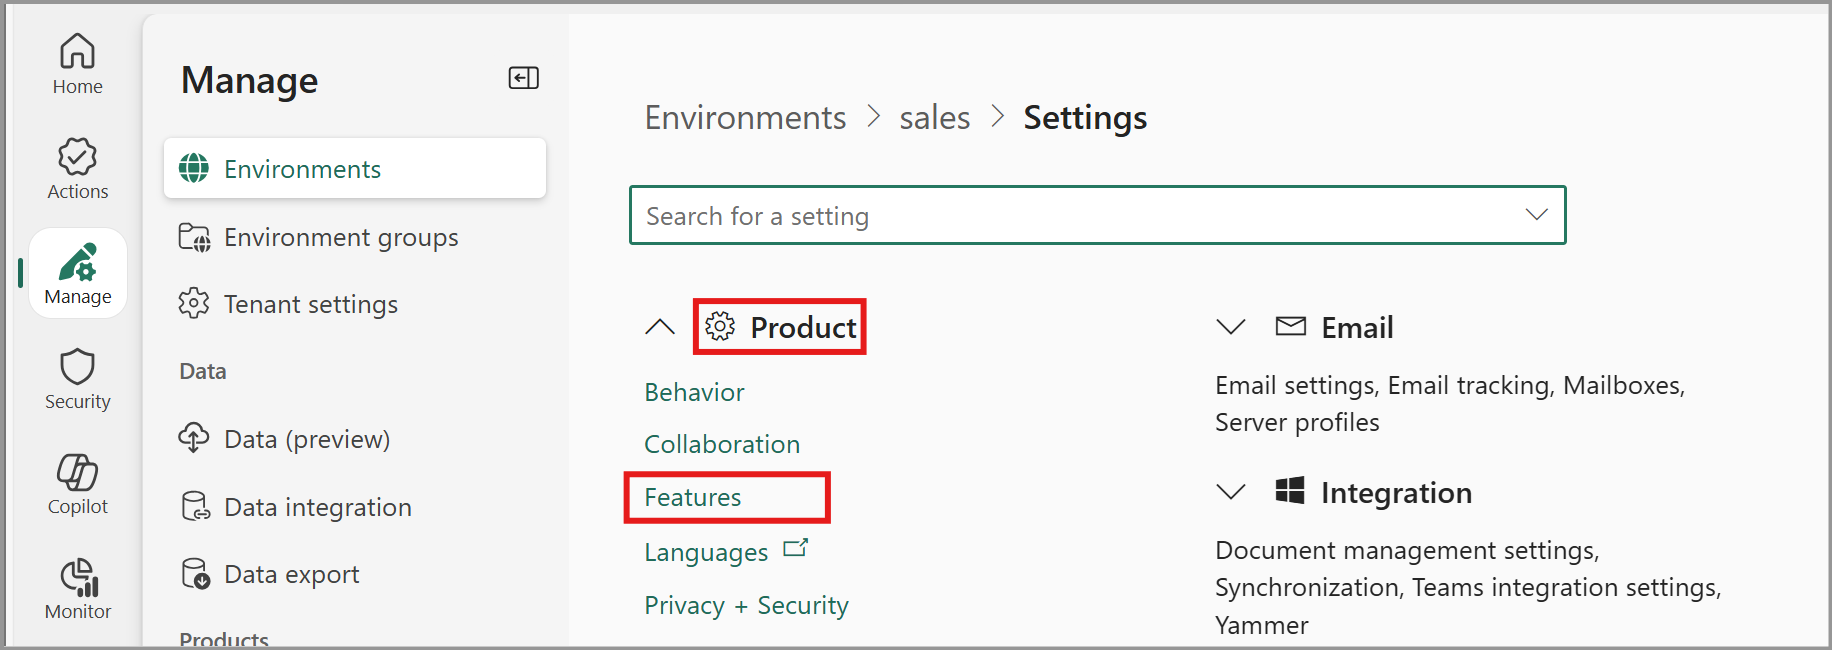 Home
Actions
Manage
Security
Copilot
Monitor
Manage
Environments
Environment groups
Tenant settings
Data
Data (preview)
Data integration
Data export
Products
Environments > sales > Settings
Search for a setting
Product
Behavior
Collaboration
Features
Languages
Privacy + Security
Email
Email settings, Email tracking, Mailboxes,
Server profiles
Integration
Document management settings,
Synchronization, Teams integration settings,
Yammer